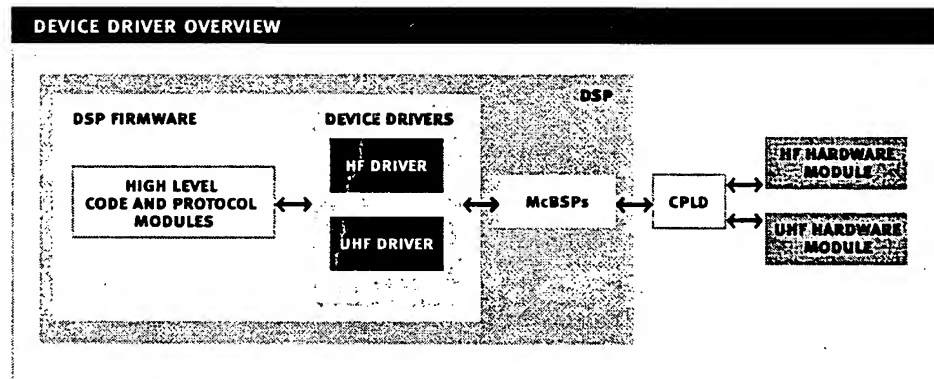 DEVICE DRIVER OVERVIEW
DSP
DSP FIRMWARE
DEVICE DRIVERS
HF DRIVER
HIGH LEVEL
CODE AND PROTOCOL
MODULES
UHF DRIVER
McBSPs
CPLD
HF HARDWARE
MODULE
UHF HARDWARE
MODULE